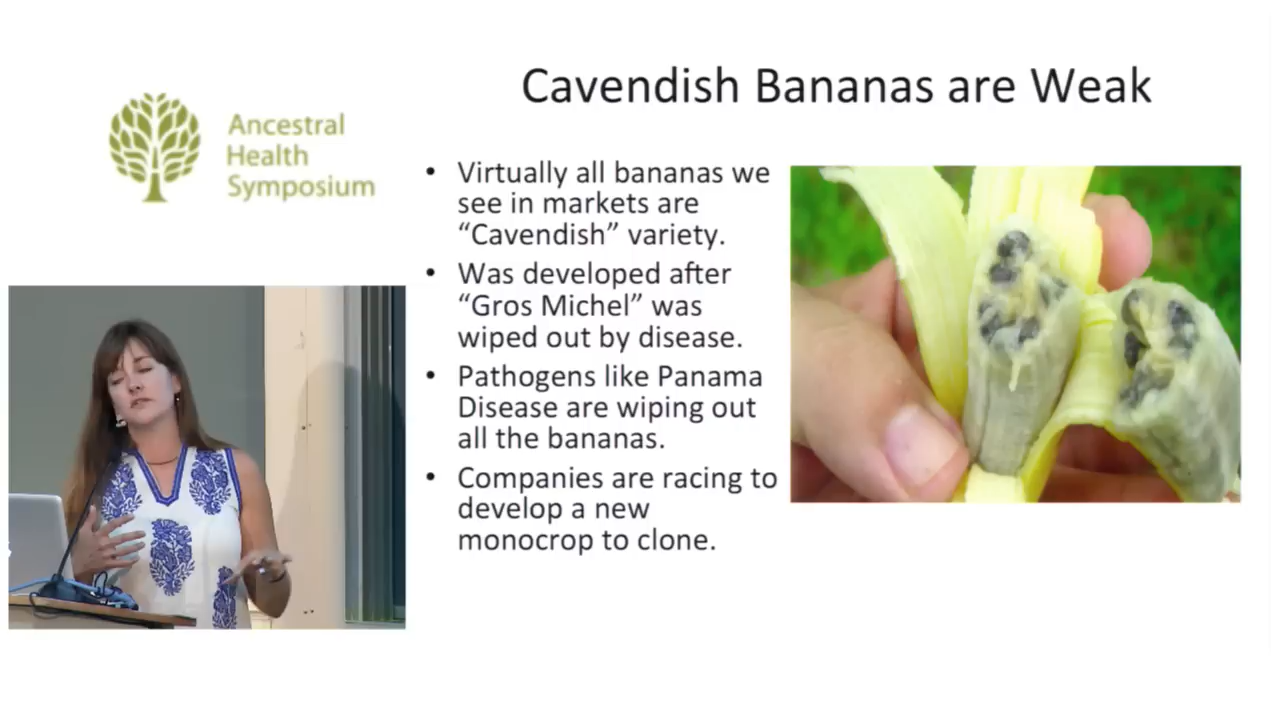 Cavendish Bananas are Weak
Ancestral
Health
Symposium
• Virtually all bananas we
see in markets are
“Cavendish” variety.
• Was developed after
“Gros Michel” was
wiped out by disease.
• Pathogens like Panama
Disease are wiping out
all the bananas.
• Companies are racing to
develop a new
monocrop to clone.